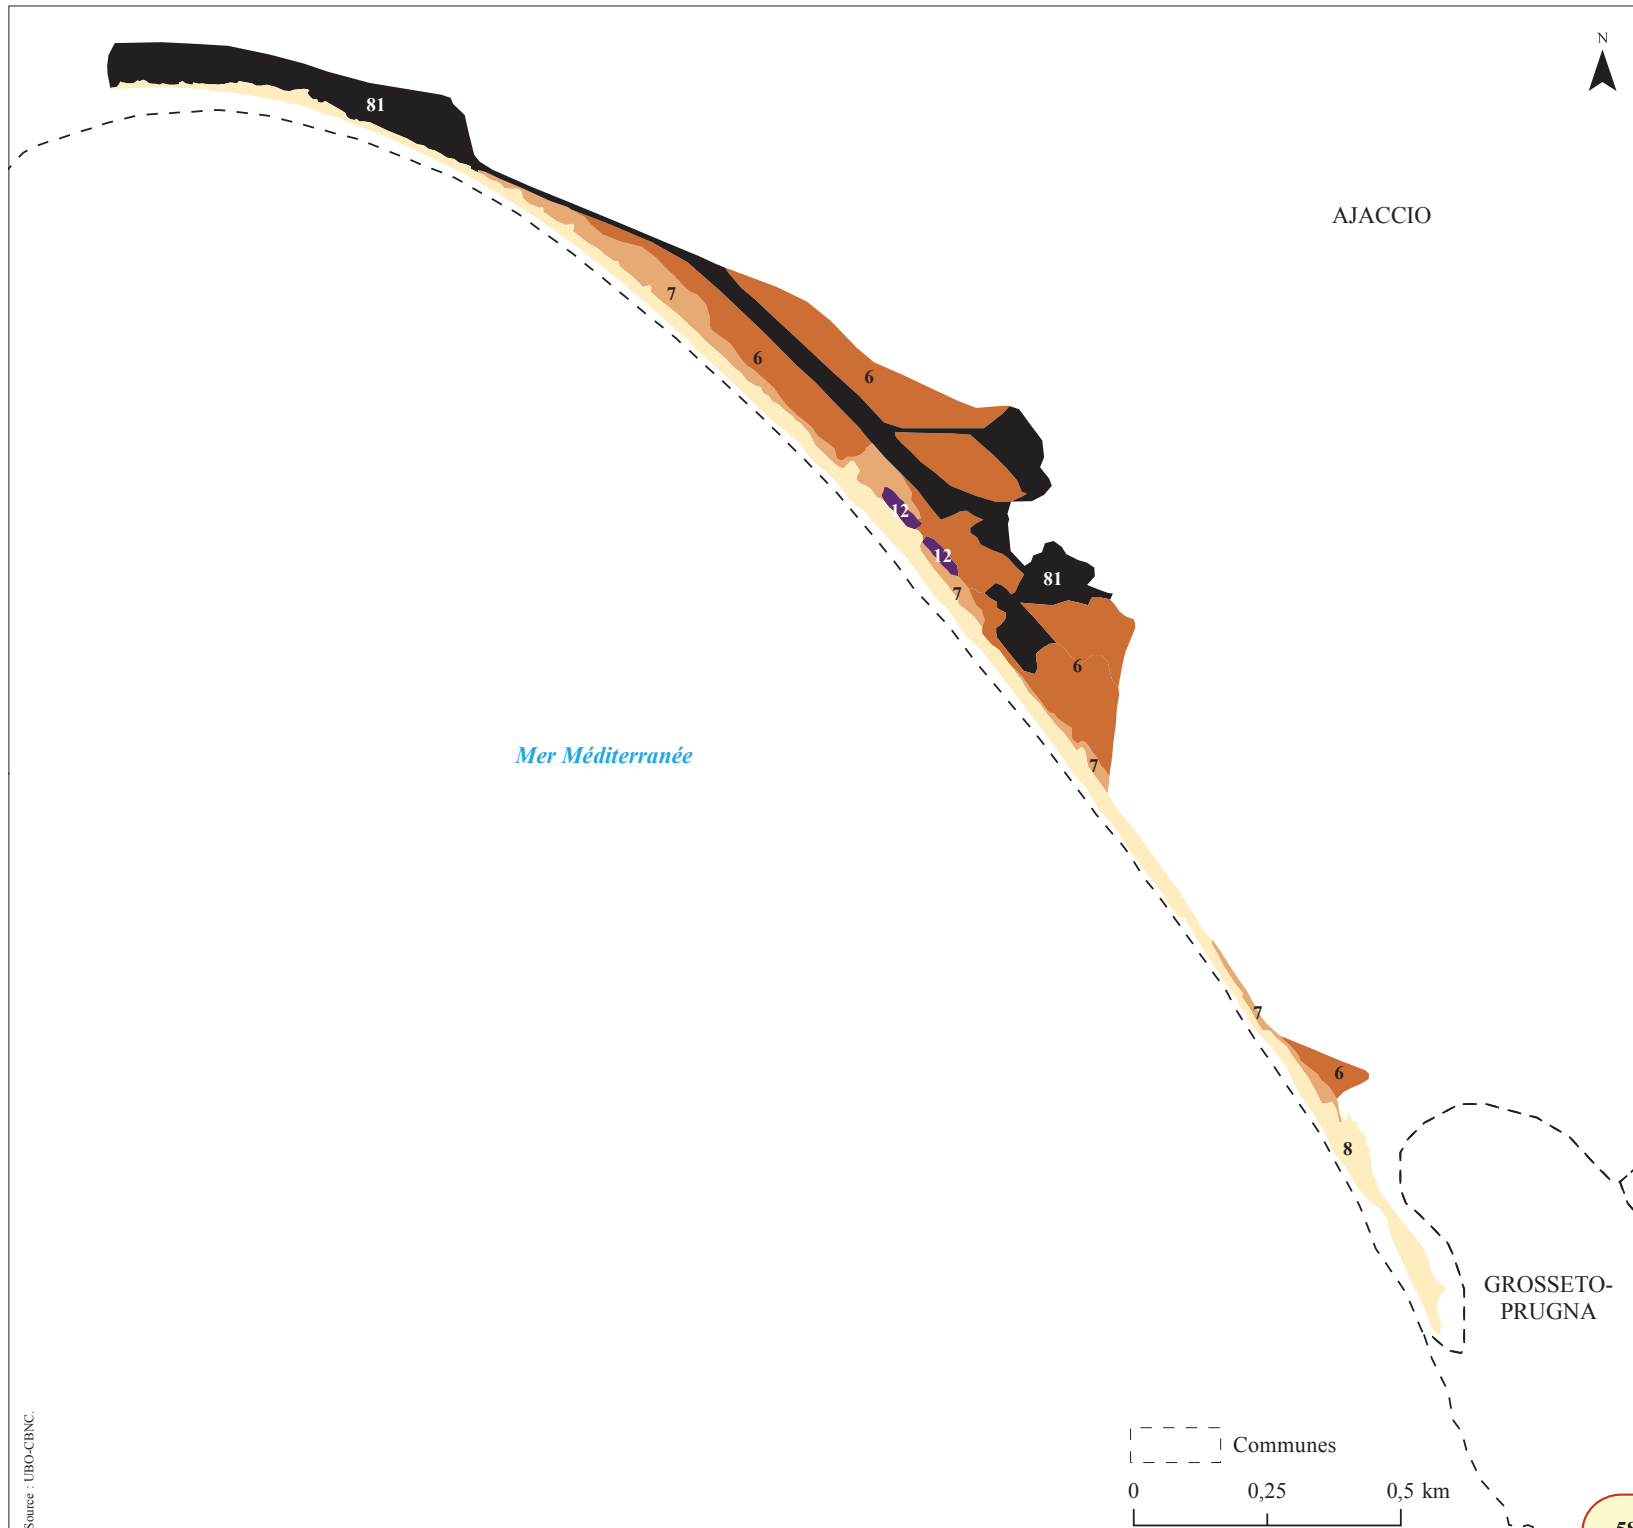 N
81
AJACCIO
7
6
6
12
12
81
7
6
Mer Méditerranée
7
7
6
8
GROSSETO-
PRUGNA
Communes
0 0,25 0,5 km
Source : UBO-CBNC.